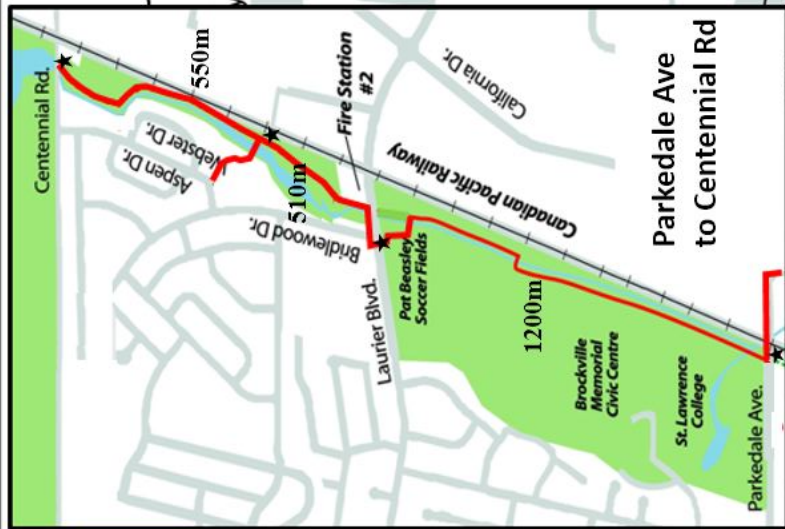 Centennial Rd.
550m
Webster Dr.
Aspen Dr.
510m
Fire Station
#2
California Dr.
Parkedale Ave
to Centennial Rd
Canadian Pacific Railway
Bridlewood Dr.
Laurier Blvd.
Pat Beasley
Soccer Fields
1200m
Brockville
Memorial
Civic Centre
St. Lawrence
College
Parkedale Ave.